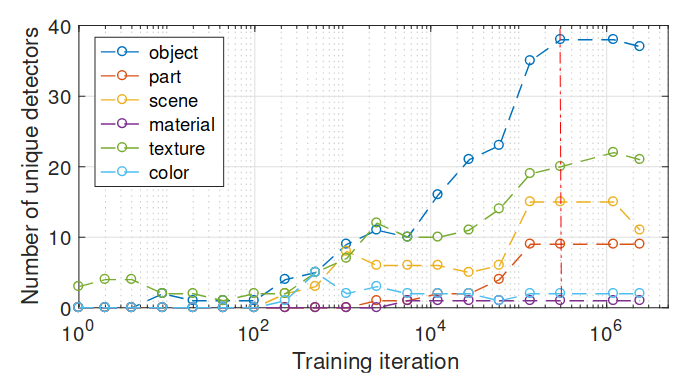 40
30
20
10
0
Number of unique detectors
object
part
scene
material
texture
color
10^0 10^2 10^4 10^6
Training iteration